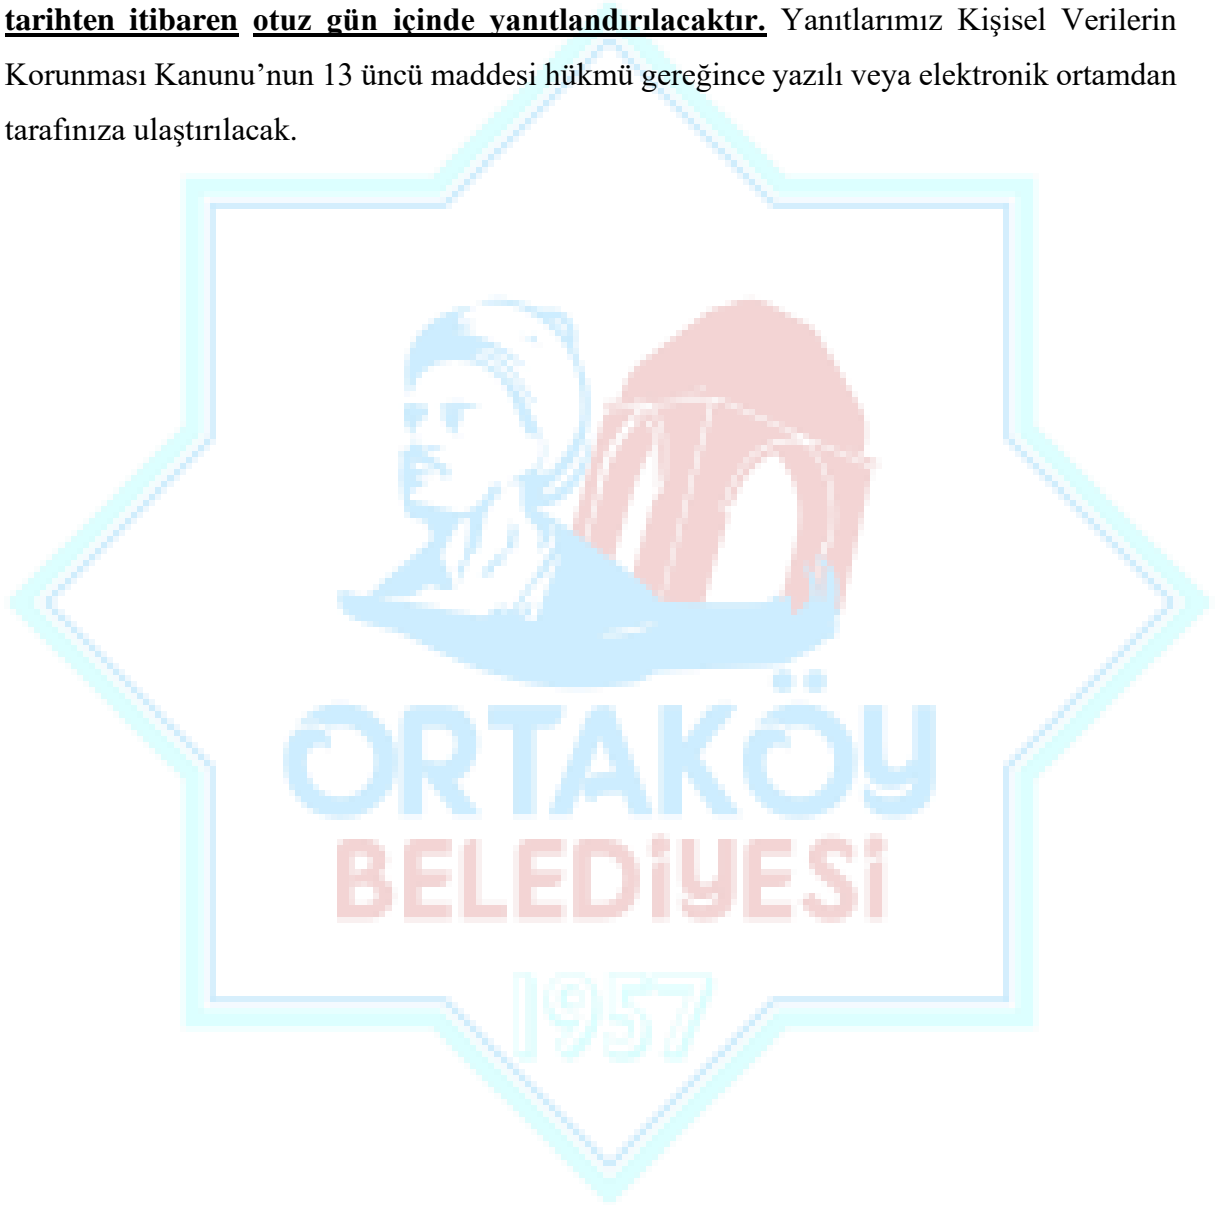 tarihten itibaren otuz gün içinde yanıtlandırılacaktır. Yanıtlarımız Kişisel Verilerin
Korunması Kanunu’nun 13 üncü maddesi hükmü gereğince yazılı veya elektronik ortamdan
tarafınıza ulaştırılacak.
ORTAKÖY
BELEDİYESİ
1957